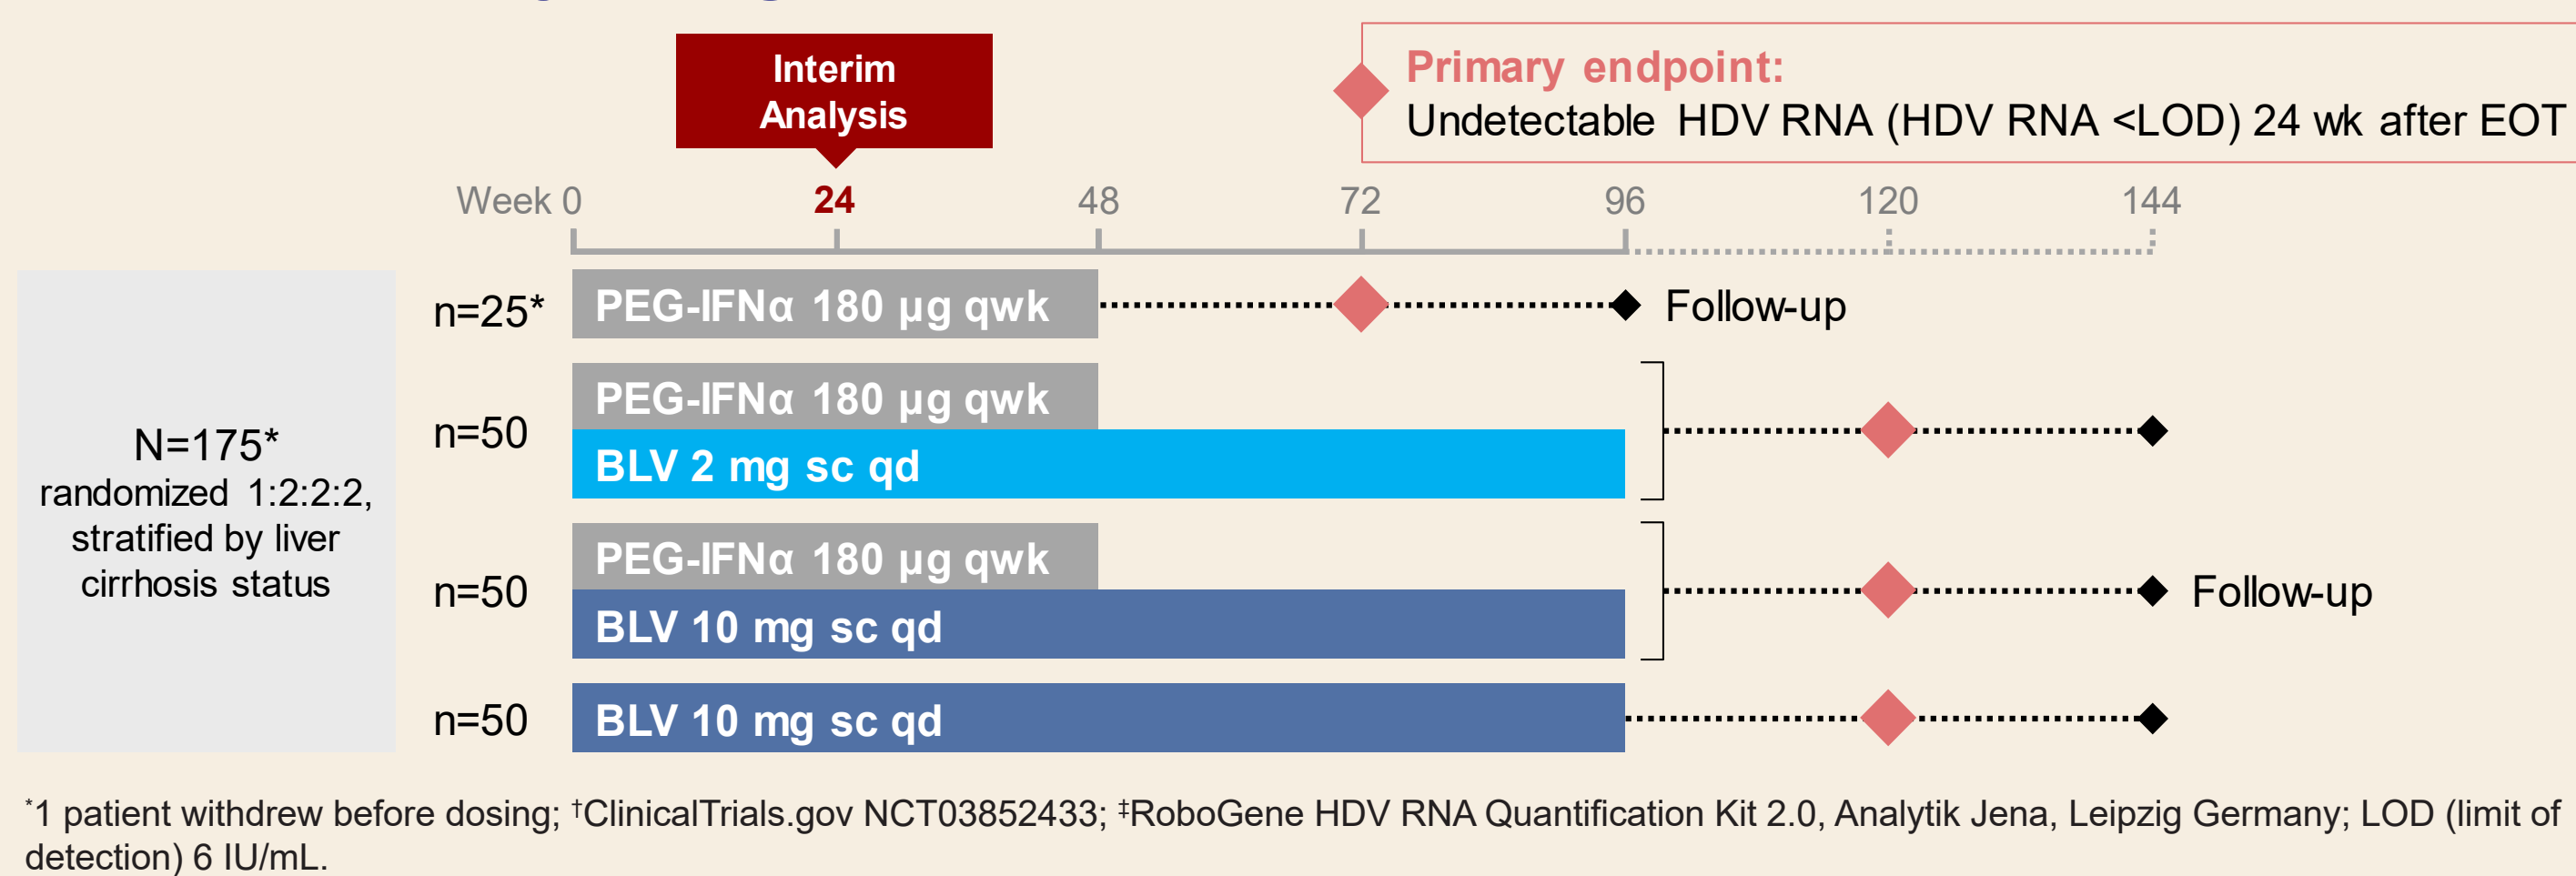 Interim
Analysis
Primary endpoint:
Undetectable HDV RNA (HDV RNA <LOD) 24 wk after EOT
Week 0 24 48 72 96 120 144
N=175*
randomized 1:2:2:2,
stratified by liver
cirrhosis status
n=25*
PEG-IFNα 180 µg qwk
Follow-up
n=50
PEG-IFNα 180 µg qwk
BLV 2 mg sc qd
n=50
PEG-IFNα 180 µg qwk
BLV 10 mg sc qd
Follow-up
n=50
BLV 10 mg sc qd
*1 patient withdrew before dosing; †ClinicalTrials.gov NCT03852433; ‡RoboGene HDV RNA Quantification Kit 2.0, Analytik Jena, Leipzig Germany; LOD (limit of
detection) 6 IU/mL.